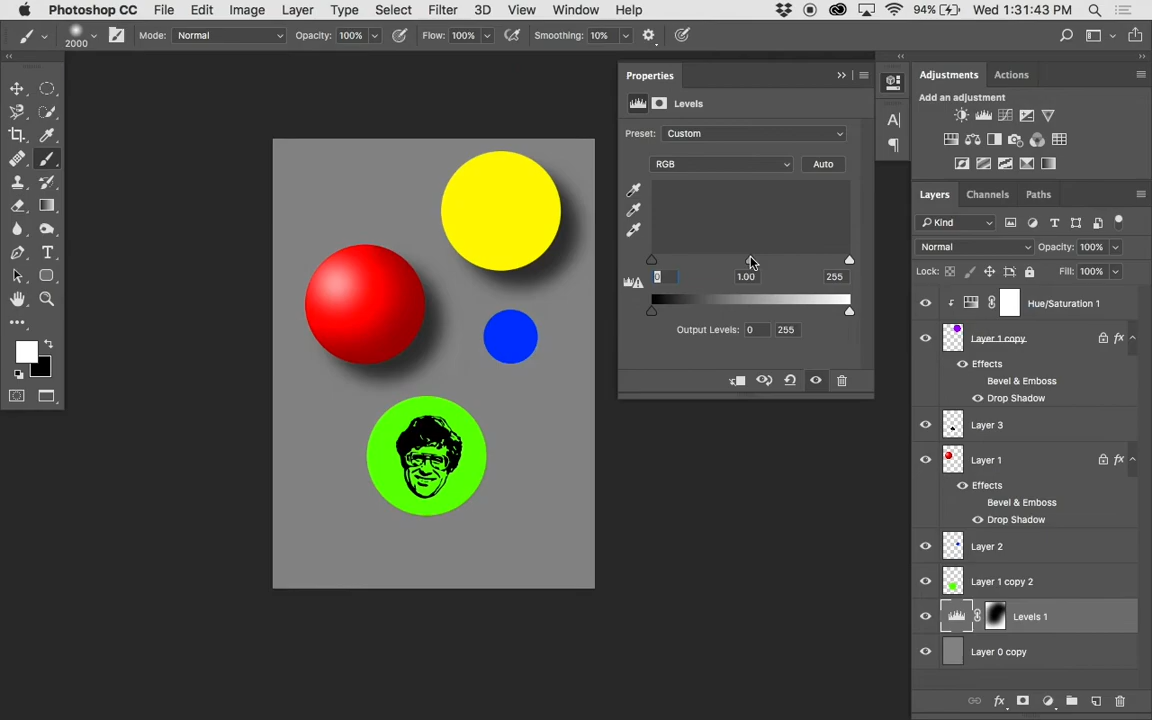 Photoshop CC File Edit Image Layer Type Select Filter 3D View Window Help 94% Wed 1:31:43 PM
2000 Mode: Normal Opacity: 100% Flow: 100% Smoothing: 10%
Properties
Levels
Preset: Custom
RGB Auto
0 1.00 255
Output Levels: 0 255
Adjustments Actions
Add an adjustment
Layers Channels Paths
Kind
Normal Opacity: 100%
Lock: Fill: 100%
Hue/Saturation 1
Layer 1 copy fx
Effects
Bevel & Emboss
Drop Shadow
Layer 3
Layer 1 fx
Effects
Bevel & Emboss
Drop Shadow
Layer 2
Layer 1 copy 2
Levels 1
Layer 0 copy
fx